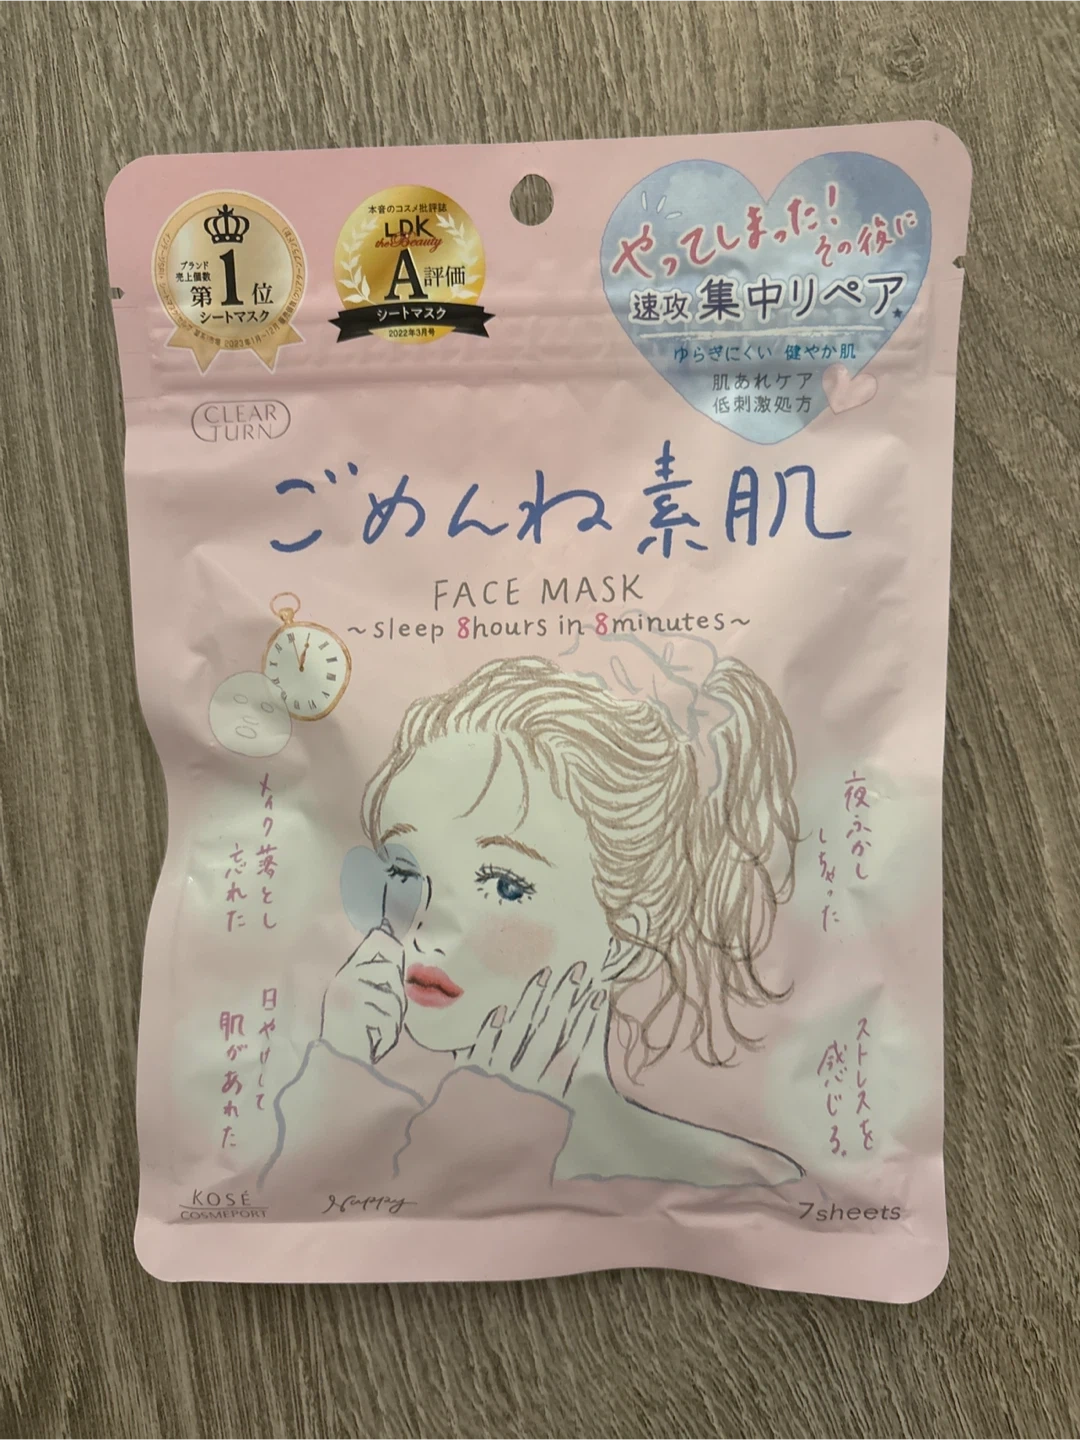 ブランド
売上個数
第1位
シートマスク
本音のコスメ批評誌
LDK
the Beauty
A評価
シートマスク
2022年3月号
やってしまった!
その後に
速攻 集中リペア★
ゆらぎにくい 健やか肌
肌あれケア
低刺激処方
CLEAR
TURN
ごめんね素肌
FACE MASK
~sleep 8hours in 8minutes~
メイク落とし
忘れた
夜ふかし
しちゃった
日やけして
肌があれた
ストレスを
感じる。
KOSÉ
COSMEPORT
Nappy
7sheets